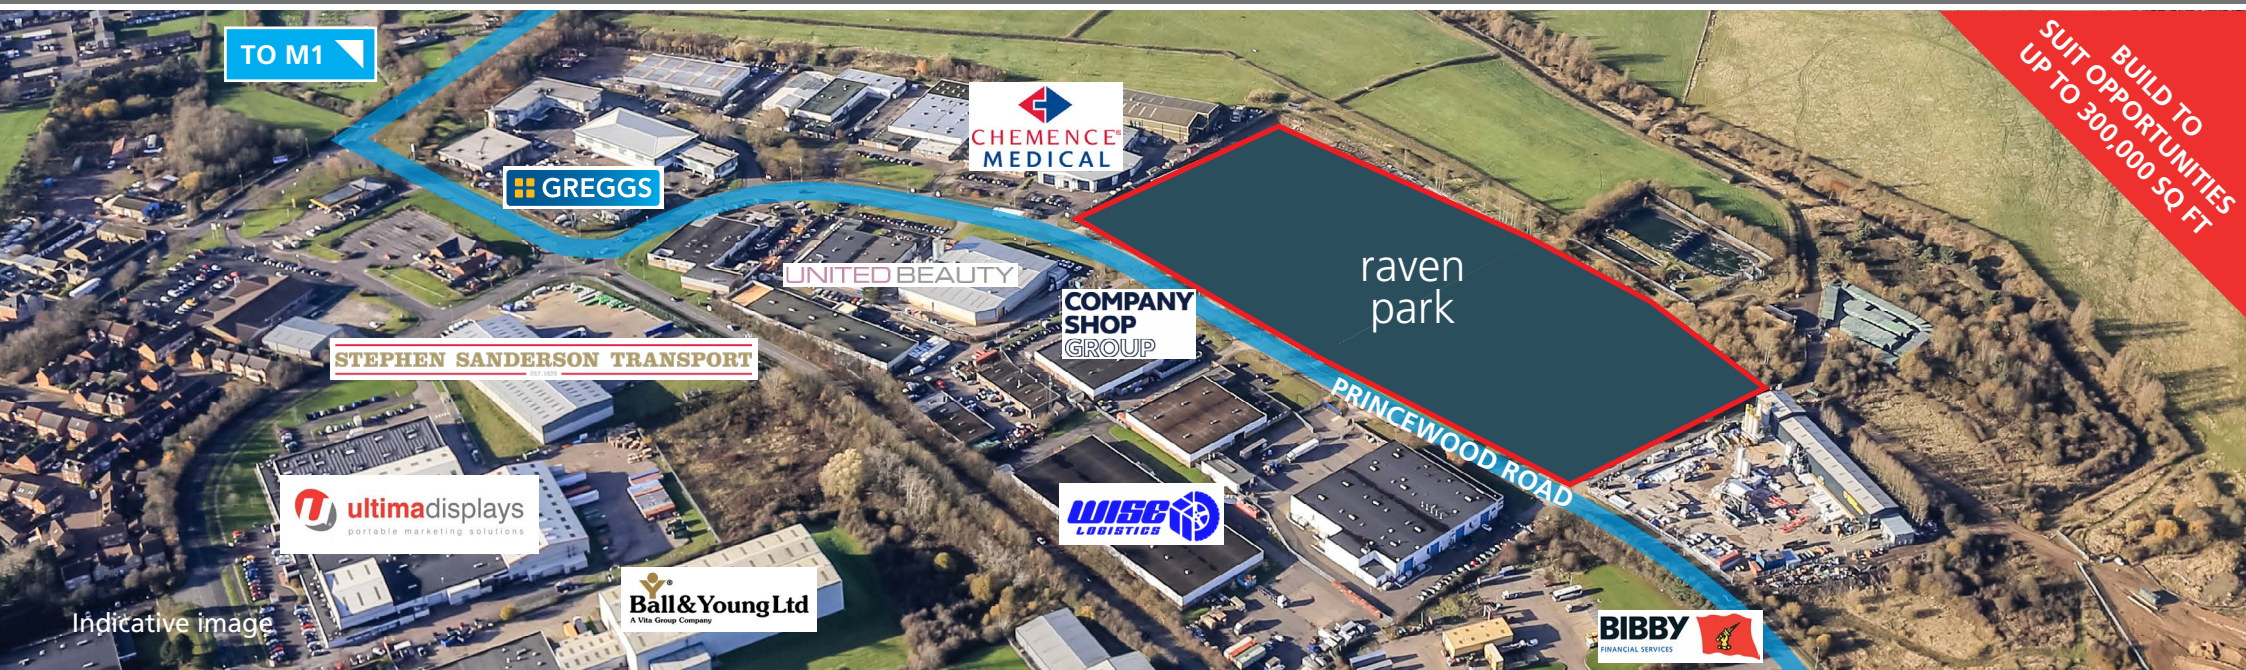 TO M1
BUILD TO
SUIT OPPORTUNITIES
UP TO 300,000 SQ FT
CHEMENCE
MEDICAL
GREGGS
raven
park
UNITED BEAUTY
COMPANY
SHOP
GROUP
STEPHEN SANDERSON TRANSPORT
PRINCEWOOD ROAD
ultimadisplays
portable marketing solutions
WISE
LOGISTICS
Ball & Young Ltd
A Vita Group Company
Indicative image
BIBBY
FINANCIAL SERVICES